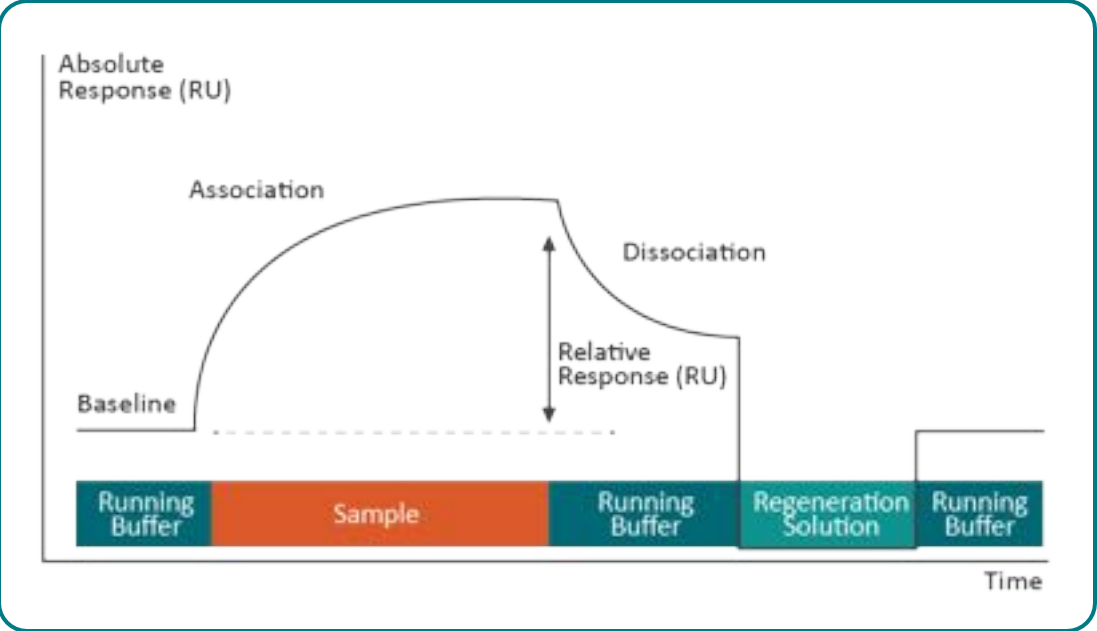 Absolute
Response (RU)
Association
Dissociation
Relative
Response (RU)
Baseline
Running
Buffer
Sample
Running
Buffer
Regeneration
Solution
Running
Buffer
Time